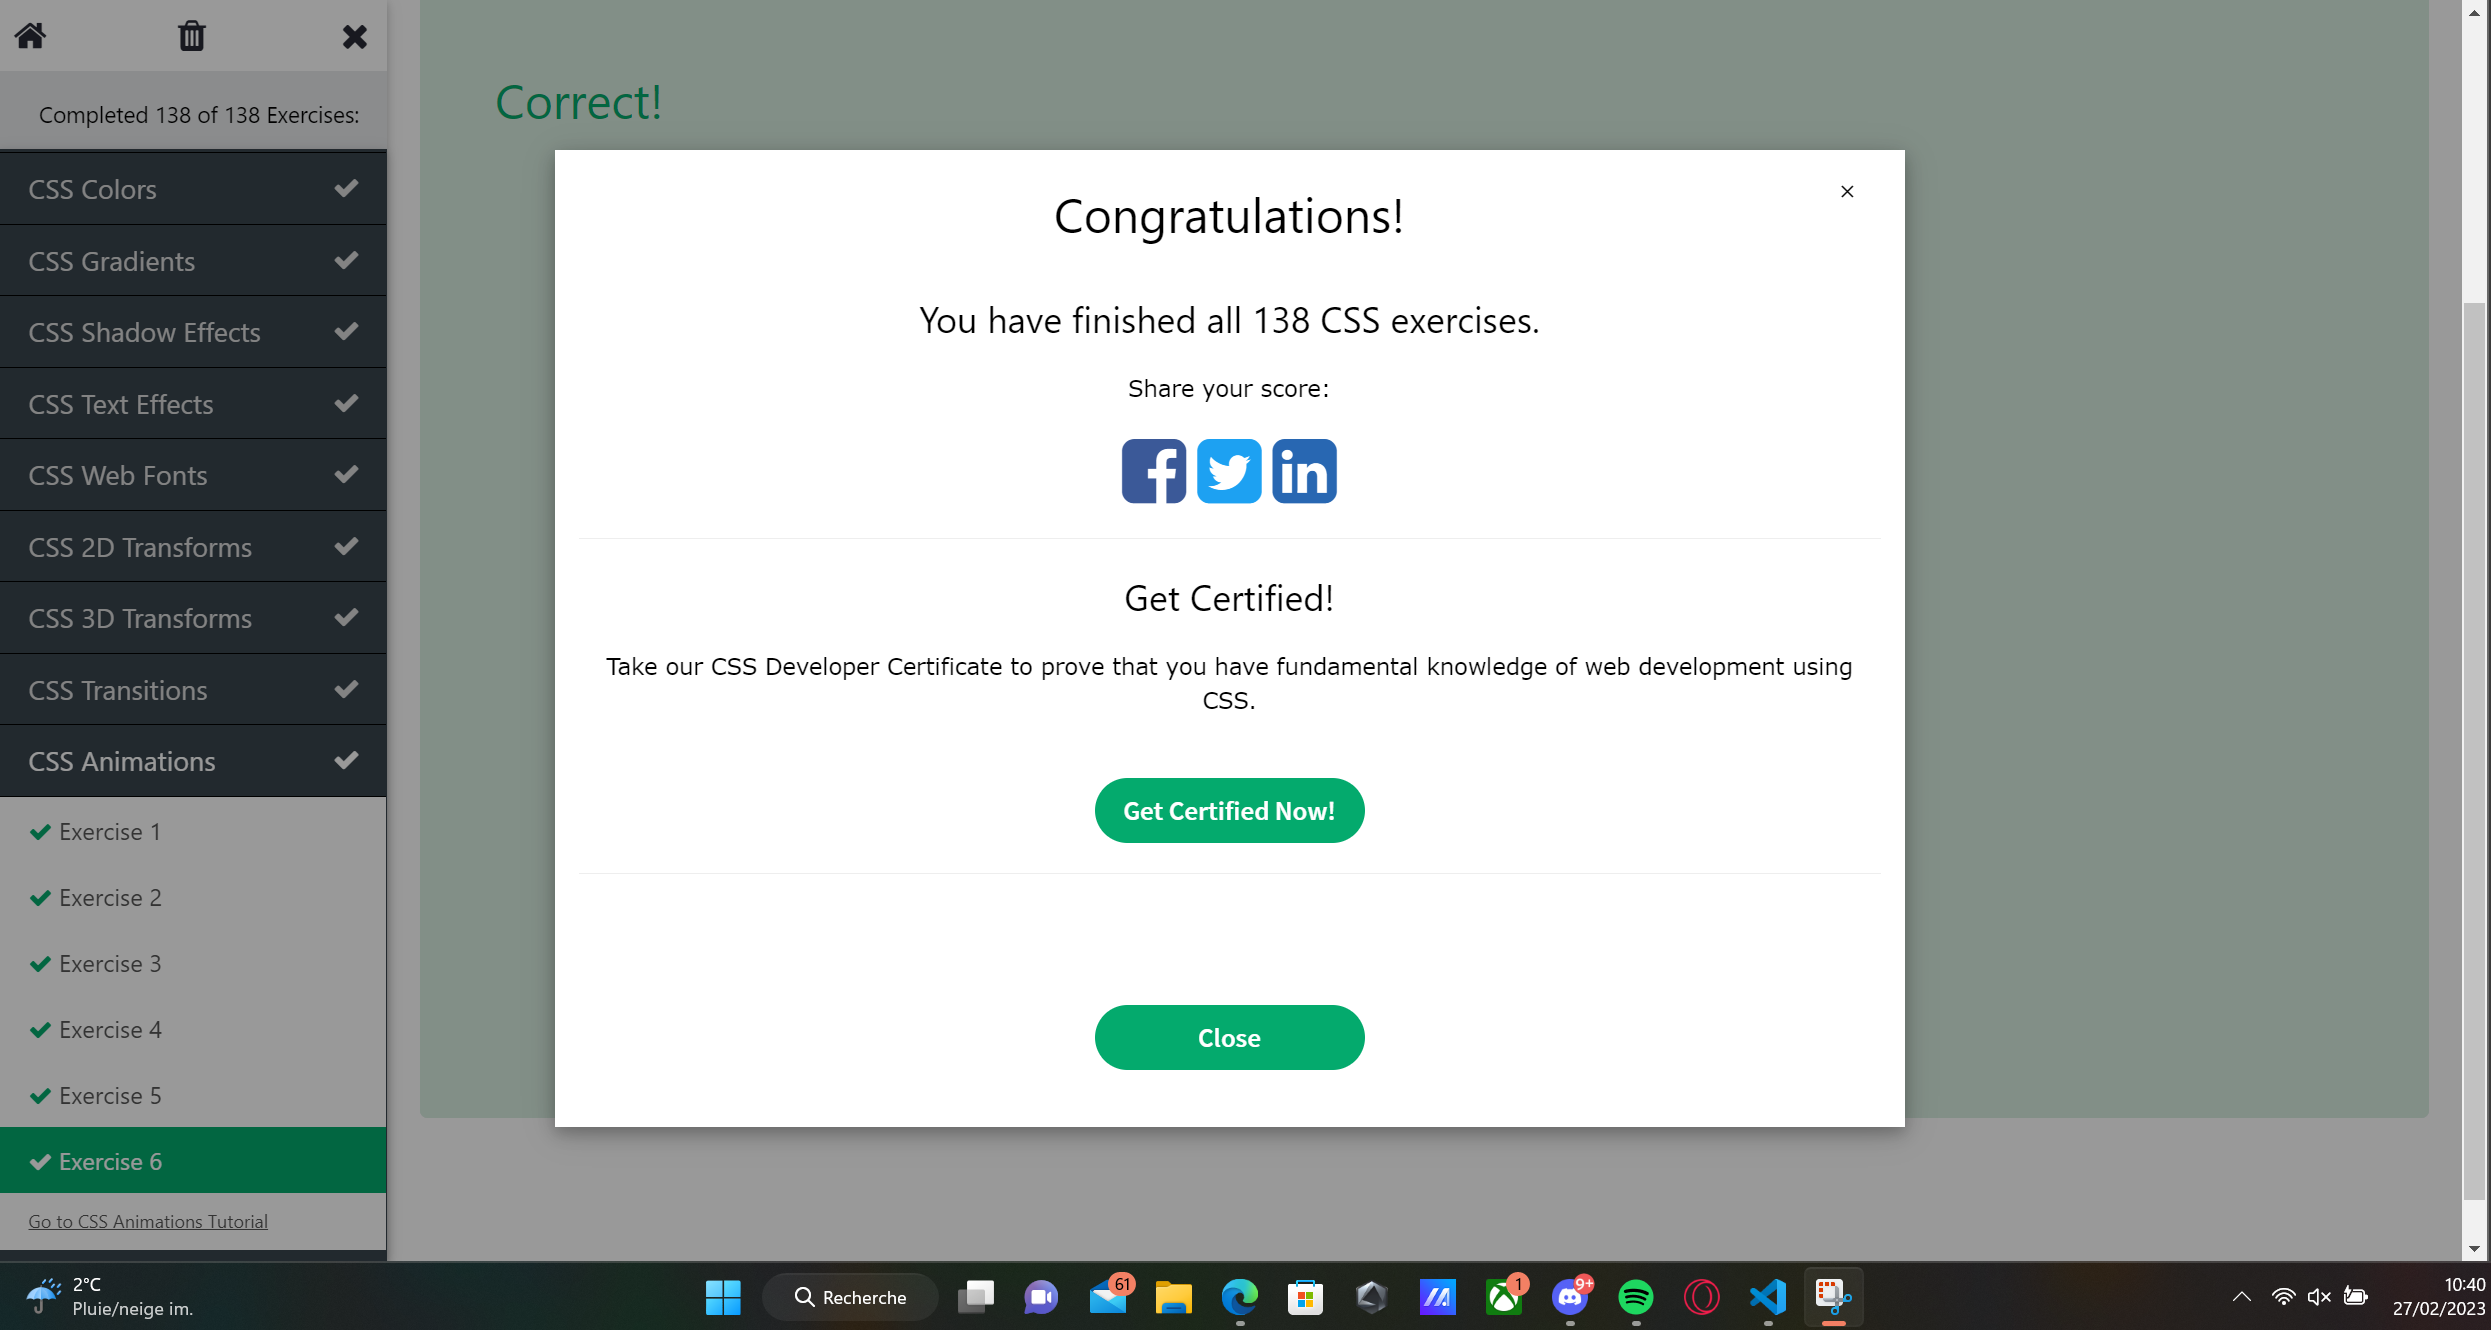 Completed 138 of 138 Exercises:
CSS Colors
CSS Gradients
CSS Shadow Effects
CSS Text Effects
CSS Web Fonts
CSS 2D Transforms
CSS 3D Transforms
CSS Transitions
CSS Animations
Exercise 1
Exercise 2
Exercise 3
Exercise 4
Exercise 5
Exercise 6
Go to CSS Animations Tutorial
Correct!
×
Congratulations!
You have finished all 138 CSS exercises.
Share your score:
Get Certified!
Take our CSS Developer Certificate to prove that you have fundamental knowledge of web development using
CSS.
Get Certified Now!
Close
2°C
Pluie/neige im.
Recherche
61
1
9+
10:40
27/02/2023